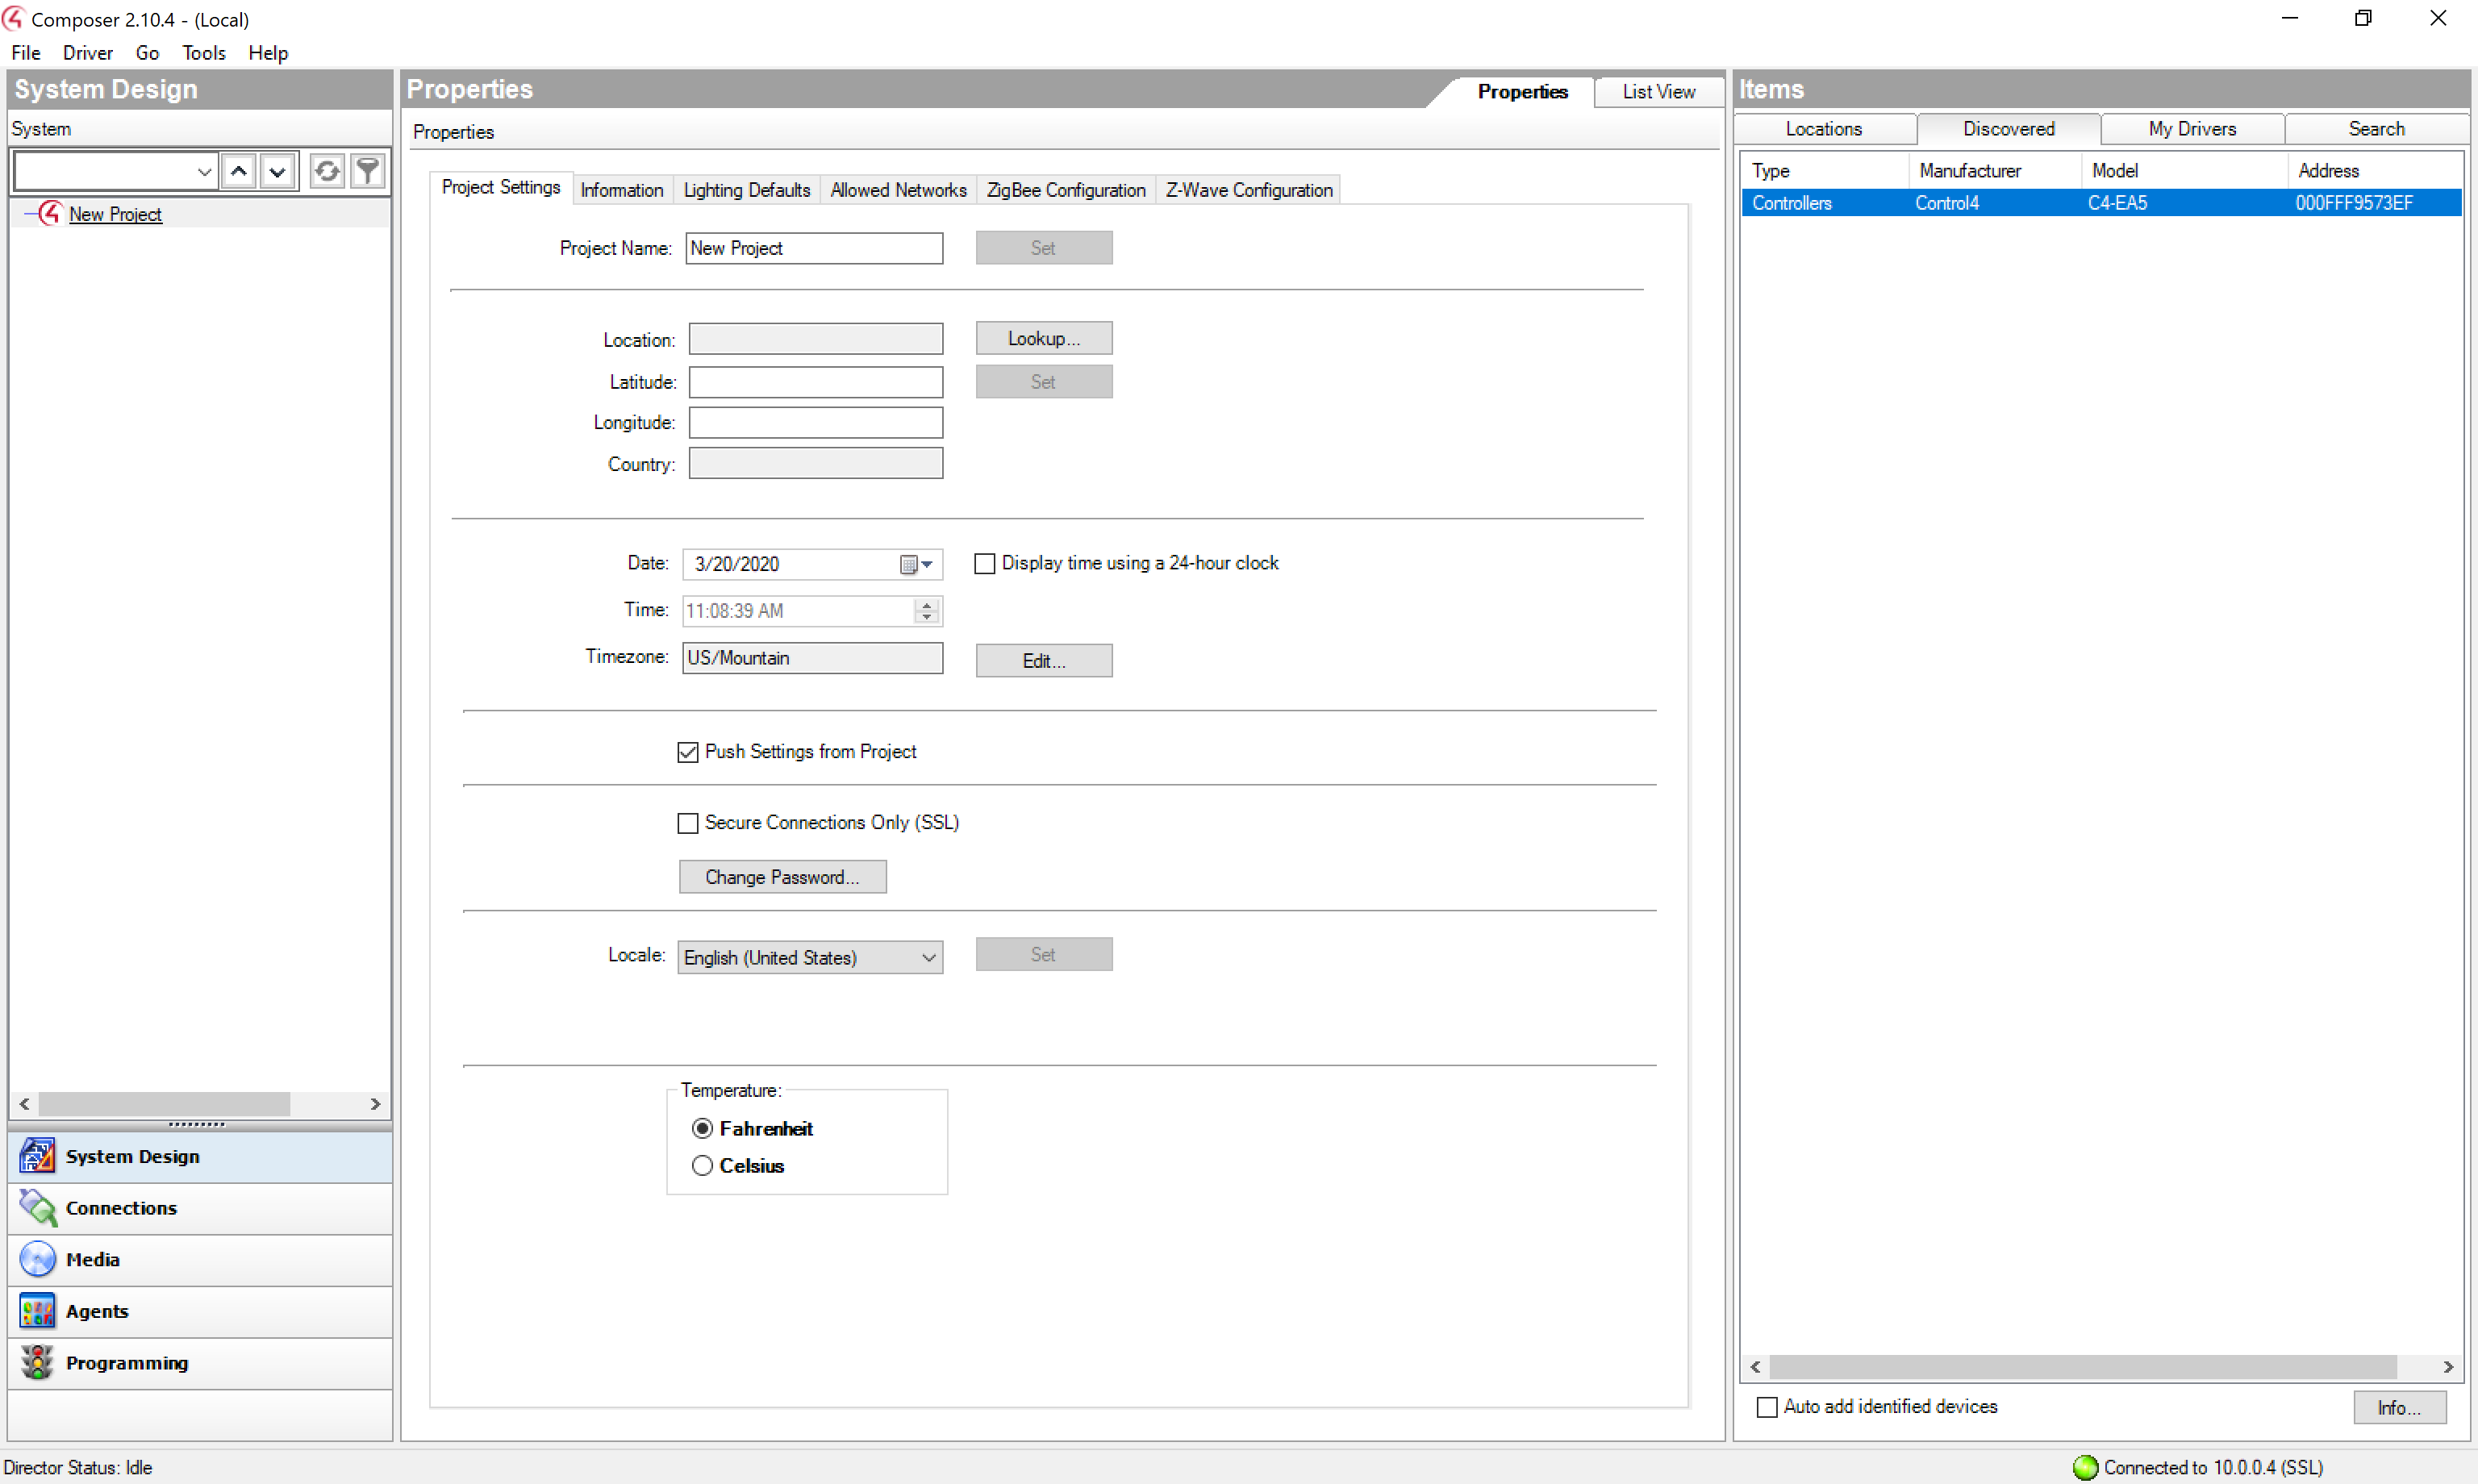 Composer 2.10.4 - (Local)
File Driver Go Tools Help
System Design
System
New Project
System Design
Connections
Media
Agents
Programming
Properties
Properties List View
Properties
Project Settings Information Lighting Defaults Allowed Networks ZigBee Configuration Z-Wave Configuration
Project Name: New Project Set
Location: Lookup...
Latitude: Set
Longitude:
Country:
Date: 3/20/2020 Display time using a 24-hour clock
Time: 11:08:39 AM
Timezone: US/Mountain Edit...
Push Settings from Project
Secure Connections Only (SSL)
Change Password...
Locale: English (United States) Set
Temperature:
Fahrenheit
Celsius
Items
Locations Discovered My Drivers Search
Type Manufacturer Model Address
Controllers Control4 C4-EA5 000FFF9573EF
Auto add identified devices Info...
Director Status: Idle Connected to 10.0.0.4 (SSL)